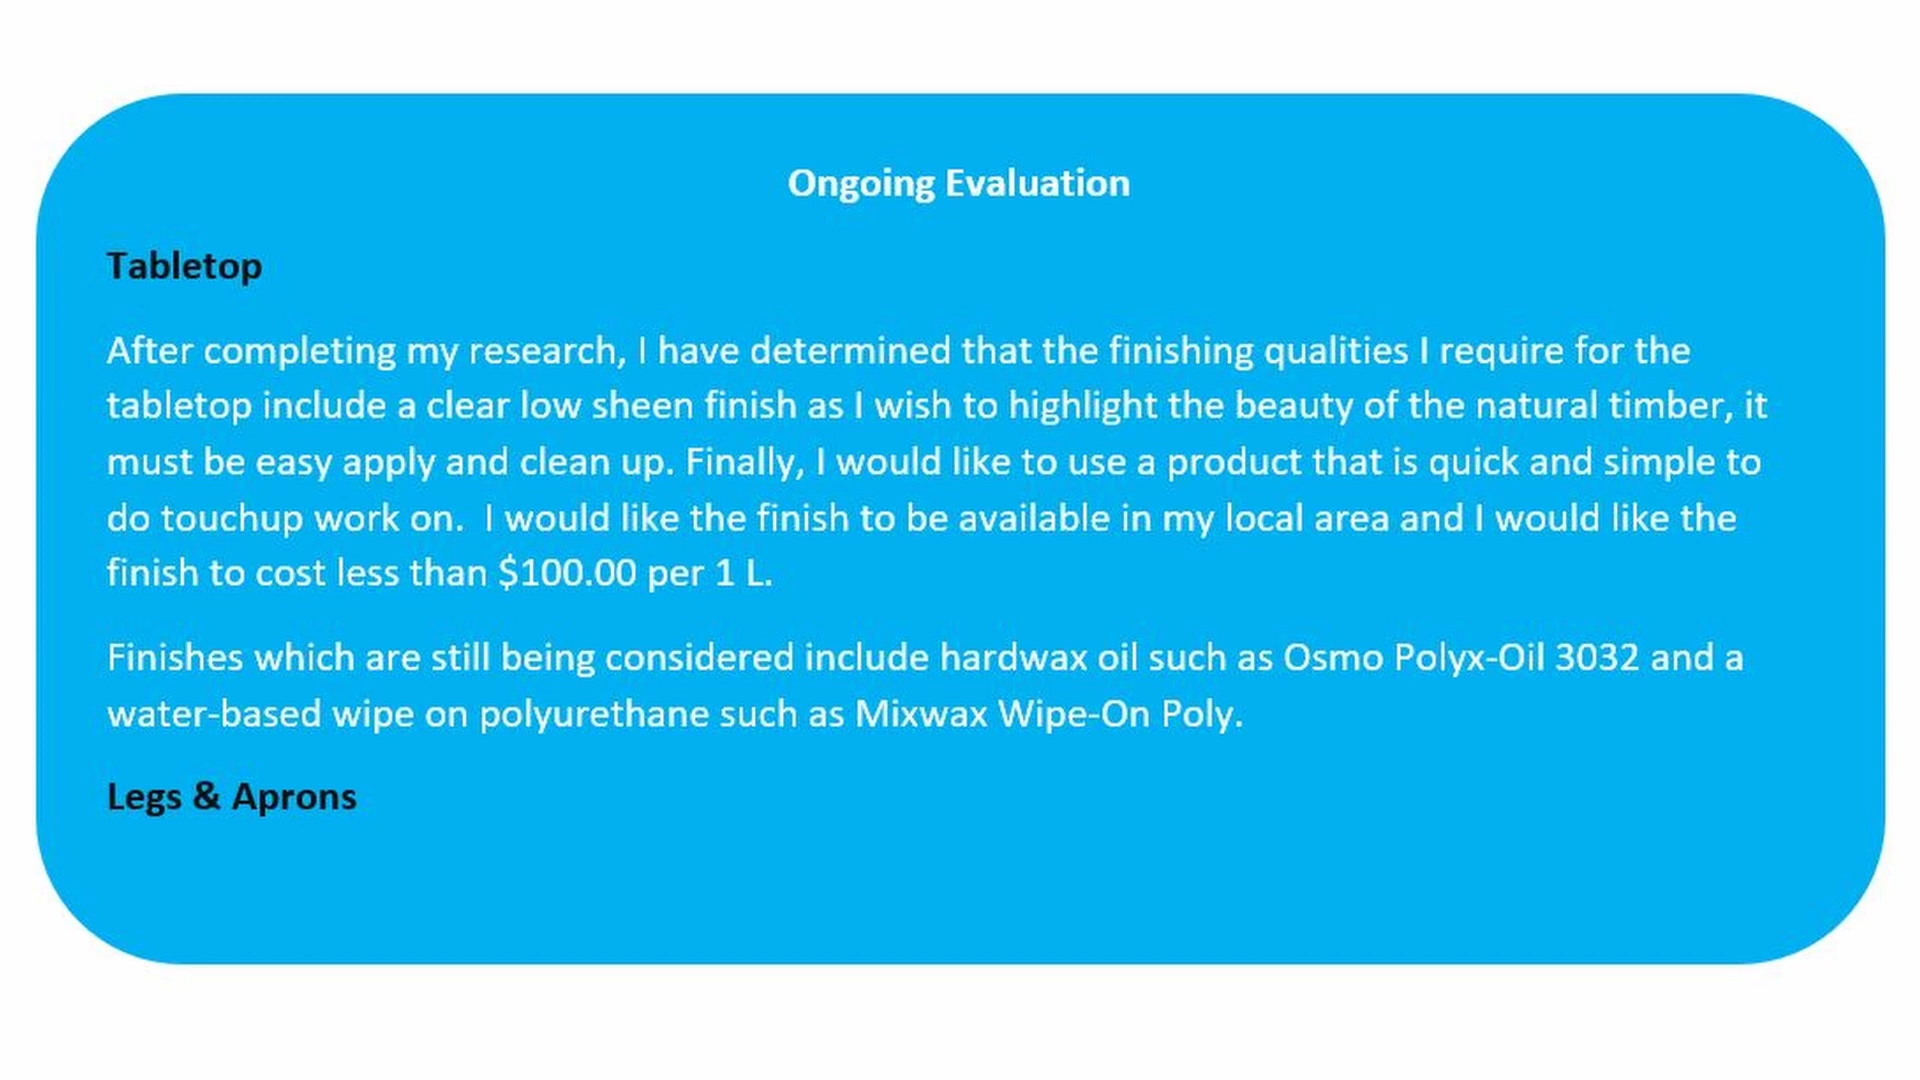 Ongoing Evaluation
Tabletop
After completing my research, I have determined that the finishing qualities I require for the
tabletop include a clear low sheen finish as I wish to highlight the beauty of the natural timber, it
must be easy apply and clean up. Finally, I would like to use a product that is quick and simple to
do touchup work on.  I would like the finish to be available in my local area and I would like the
finish to cost less than $100.00 per 1 L.
Finishes which are still being considered include hardwax oil such as Osmo Polyx-Oil 3032 and a
water-based wipe on polyurethane such as Mixwax Wipe-On Poly.
Legs & Aprons